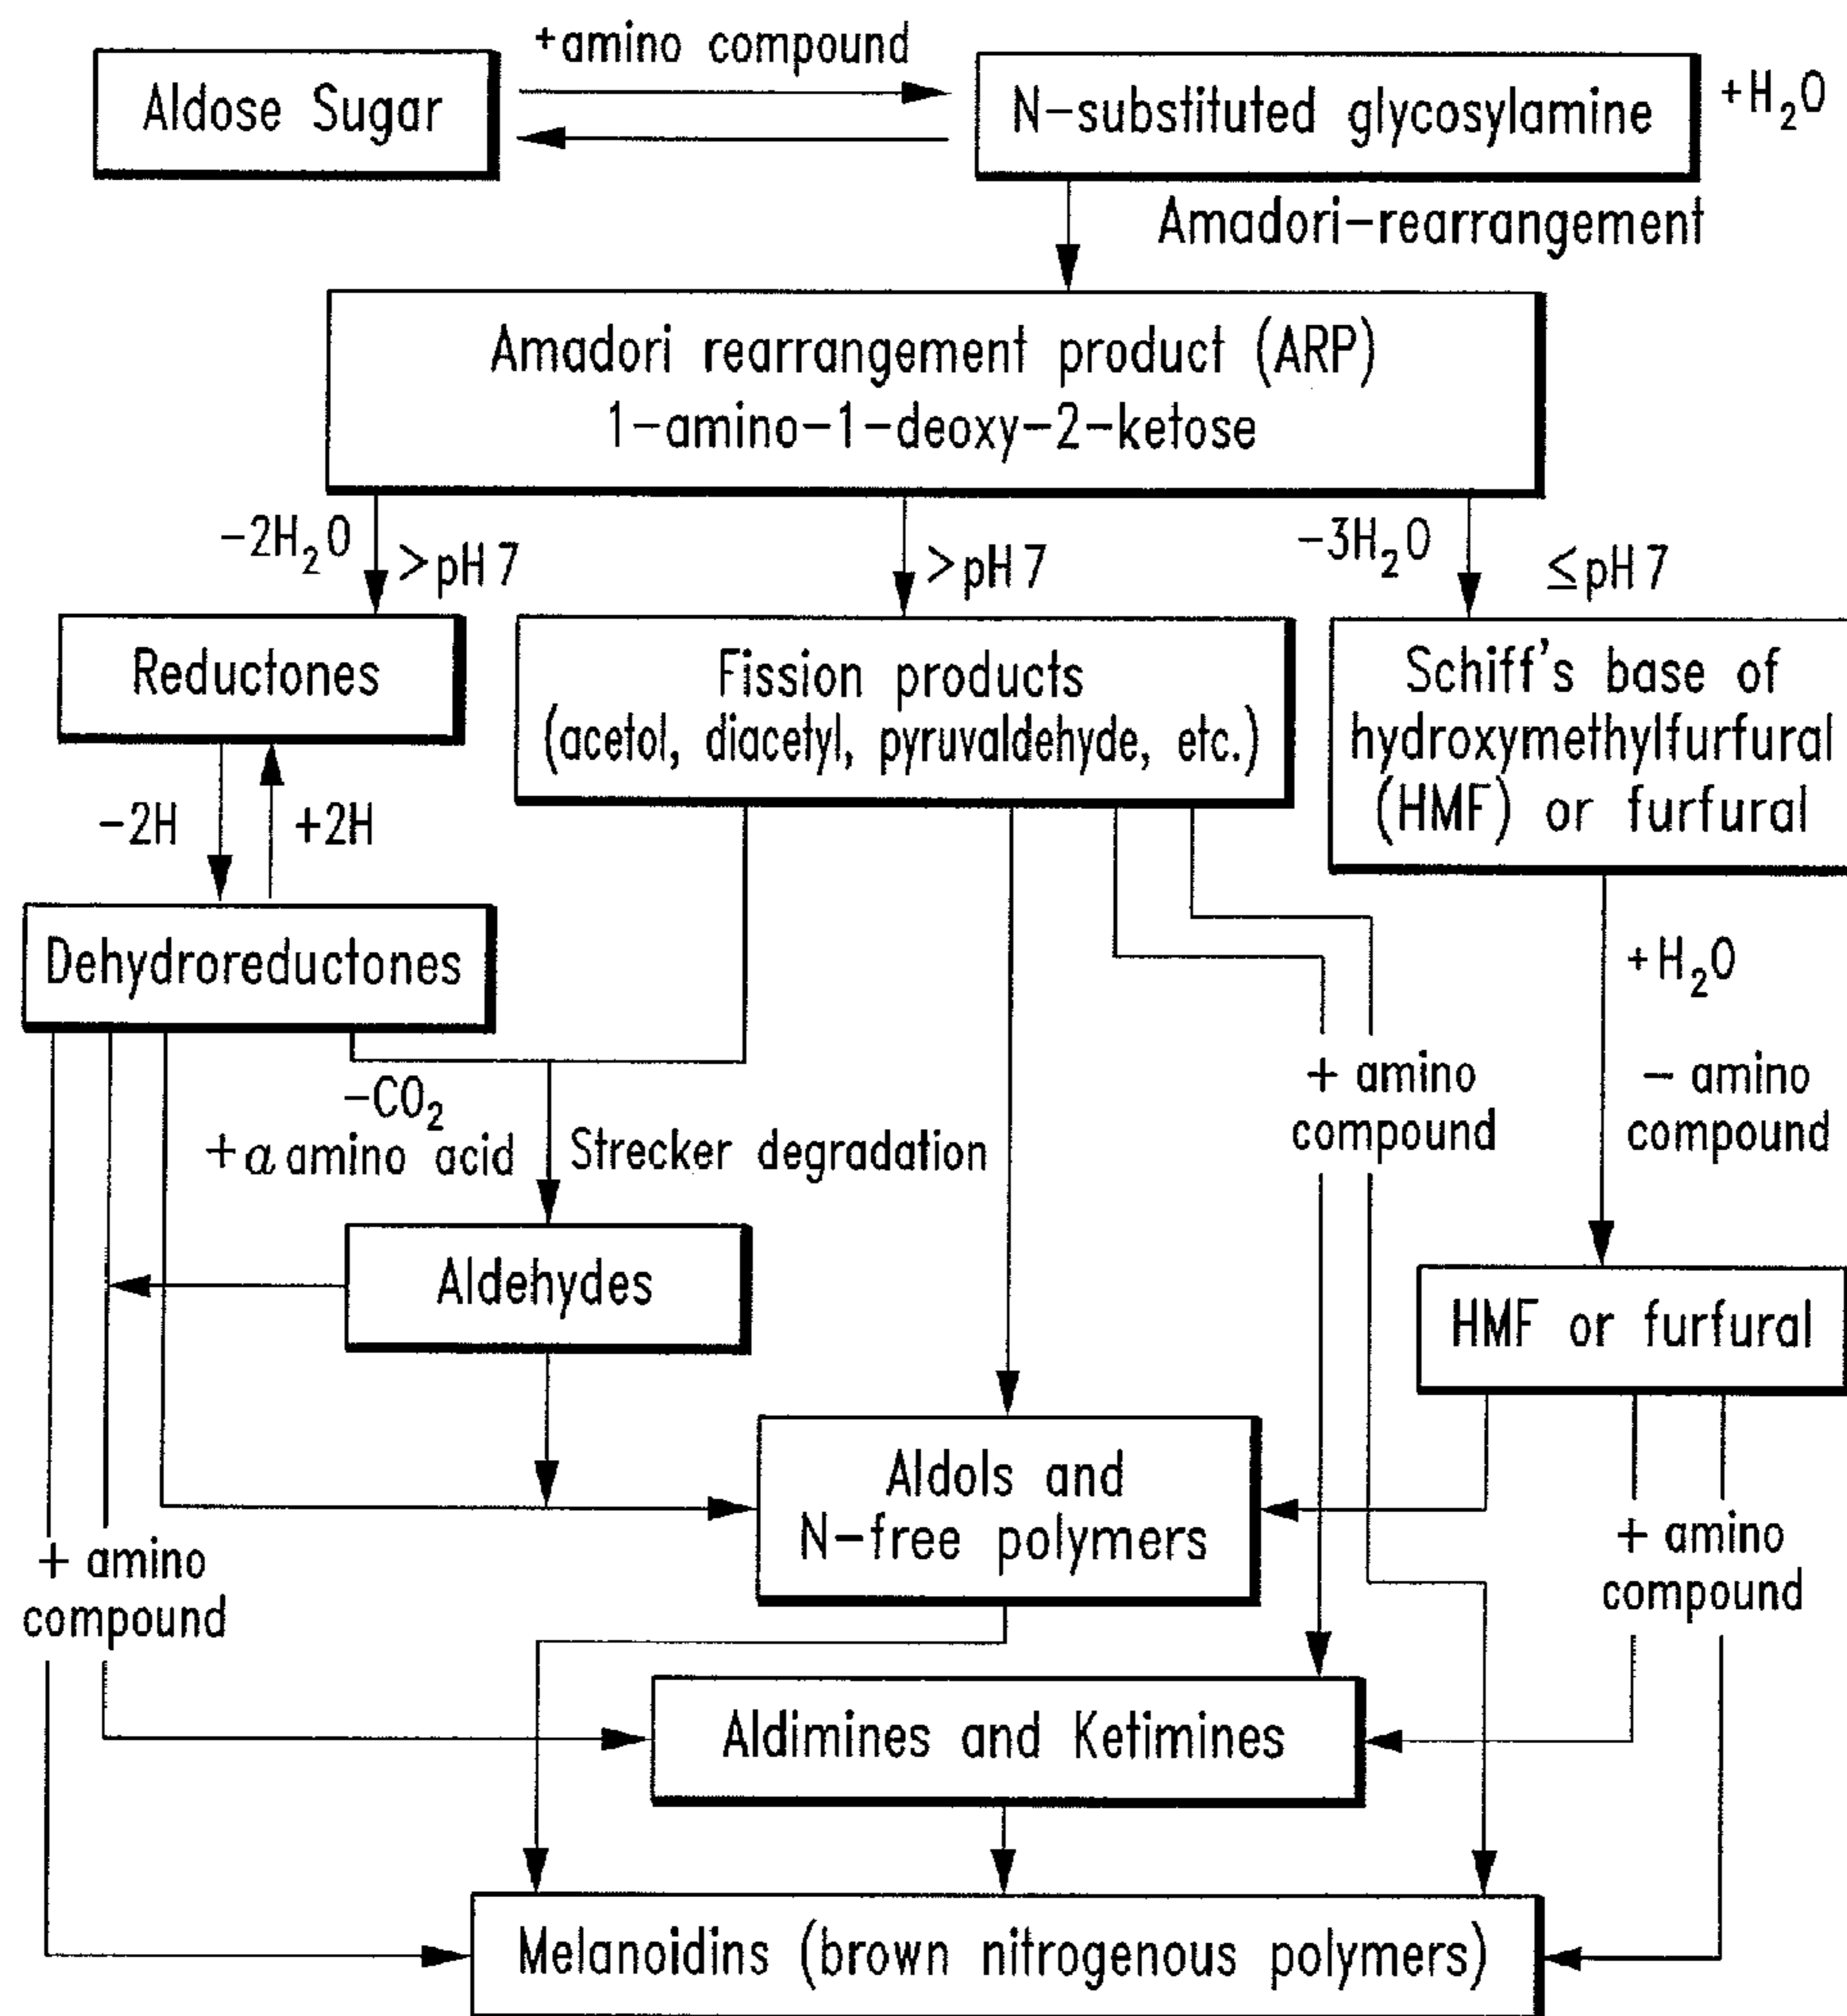 Aldose Sugar
+amino compound
N-substituted glycosylamine
+H₂O
Amadori-rearrangement
Amadori rearrangement product (ARP)
1-amino-1-deoxy-2-ketose
-2H₂O
>pH 7
>pH 7
-3H₂O
≤pH 7
Reductones
Fission products
(acetol, diacetyl, pyruvaldehyde, etc.)
Schiff's base of
hydroxymethylfurfural
(HMF) or furfural
-2H
+2H
Dehydroreductones
+H₂O
-CO₂
+α amino acid
Strecker degradation
+ amino
compound
- amino
compound
Aldehydes
HMF or furfural
Aldols and
N-free polymers
+ amino
compound
+ amino
compound
Aldimines and Ketimines
Melanoidins (brown nitrogenous polymers)